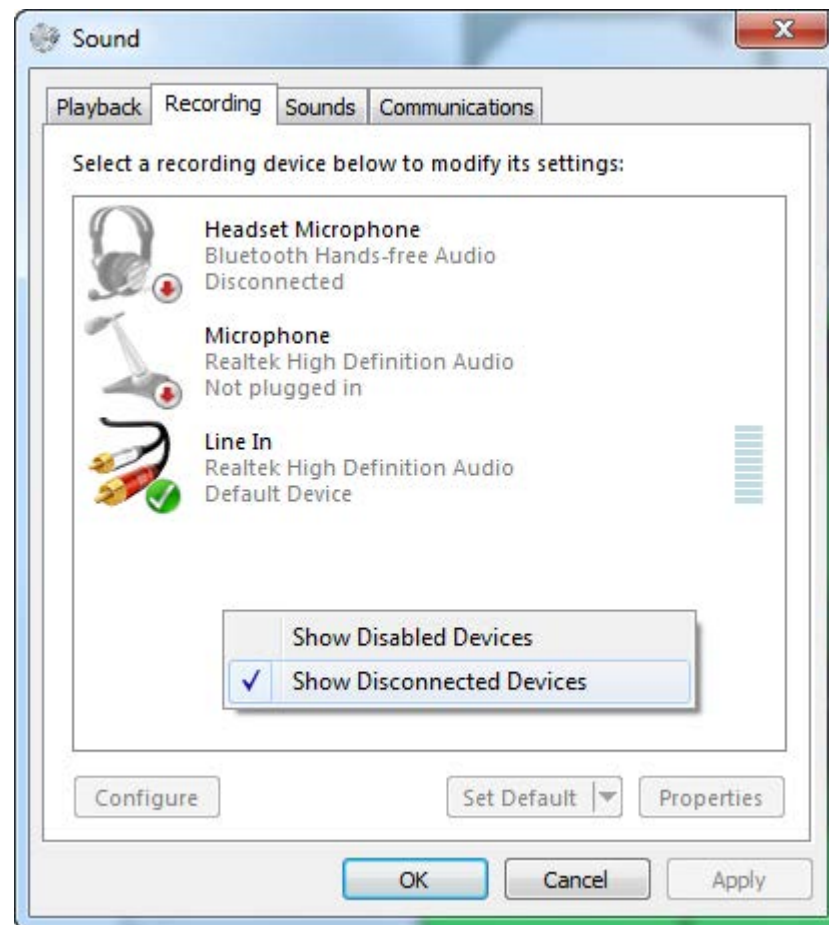 Sound
Playback Recording Sounds Communications
Select a recording device below to modify its settings:
Headset Microphone
Bluetooth Hands-free Audio
Disconnected
Microphone
Realtek High Definition Audio
Not plugged in
Line In
Realtek High Definition Audio
Default Device
Show Disabled Devices
Show Disconnected Devices
Configure Set Default Properties
OK Cancel Apply